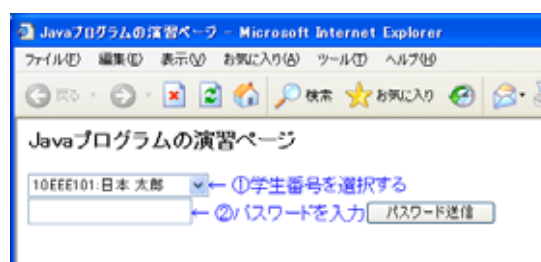 Javaプログラムの演習ページ - Microsoft Internet Explorer
ファイル(F) 編集(E) 表示(V) お気に入り(A) ツール(T) ヘルプ(H)
戻る 検索 お気に入り
Javaプログラムの演習ページ
10EEE101:日本 太郎 ← ①学生番号を選択する
← ②パスワードを入力 パスワード送信